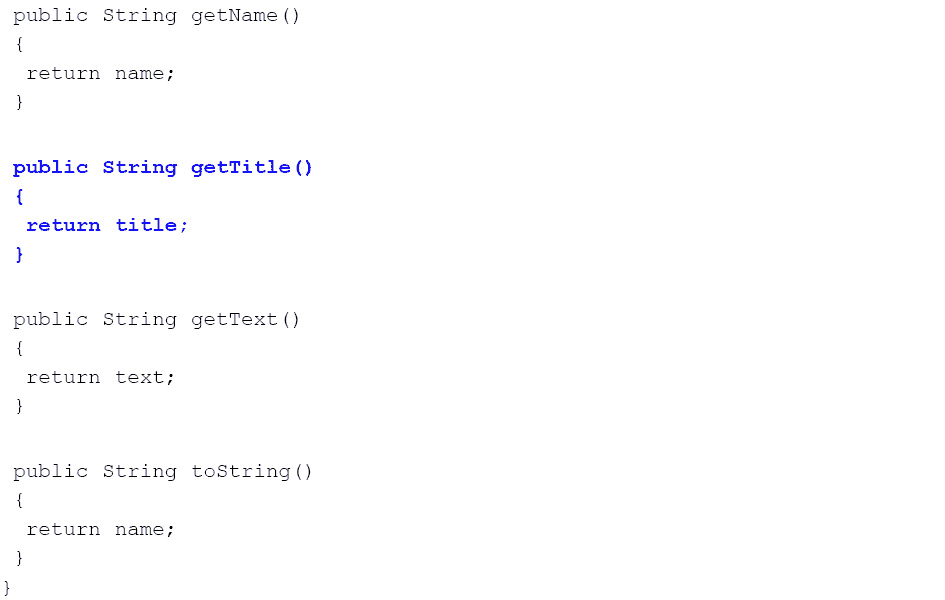 public String getName()
{
return name;
}
public String getTitle()
{
return title;
}
public String getText()
{
return text;
}
public String toString()
{
return name;
}
}